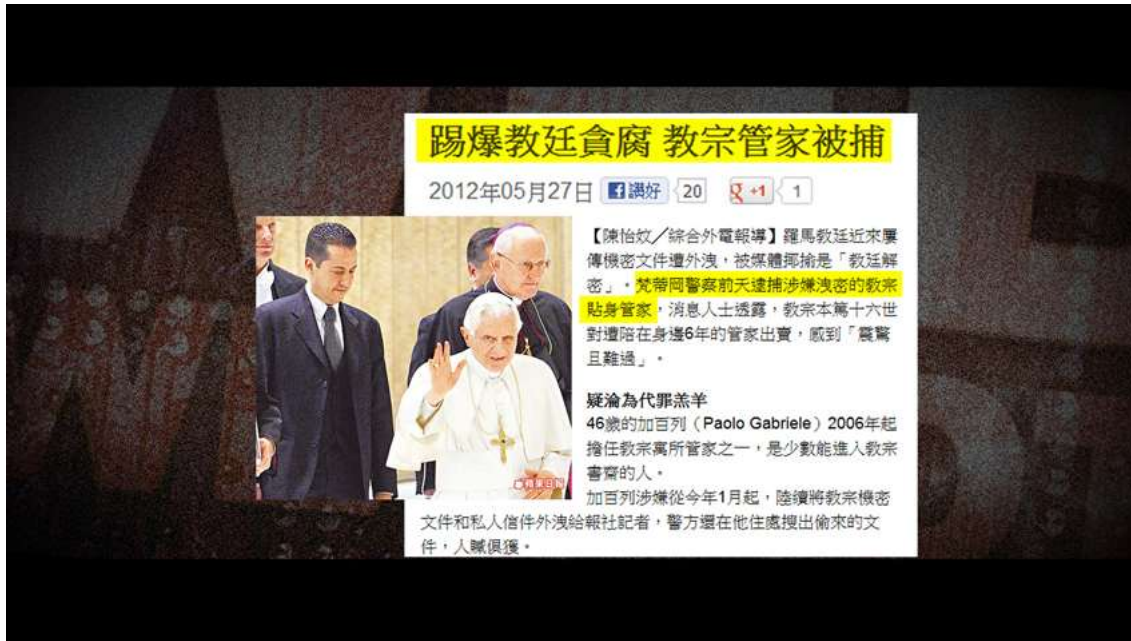 踢爆教廷貪腐 教宗管家被捕
2012年05月27日 讚好 20 +1 1
【陳怡妏╱綜合外電報導】羅馬教廷近來屢
傳機密文件遭外洩，被媒體揶揄是「教廷解
密」。梵蒂岡警察前天逮捕涉嫌洩密的教宗
貼身管家，消息人士透露，教宗本篤十六世
對遭陪在身邊6年的管家出賣，感到「震驚
且難過」。
疑淪為代罪羔羊
46歲的加百列（Paolo Gabriele）2006年起
擔任教宗寓所管家之一，是少數能進入教宗
書齋的人。
加百列涉嫌從今年1月起，陸續將教宗機密
文件和私人信件外洩給報社記者，警方還在他住處搜出偷來的文
件，人贓俱獲。
蘋果日報